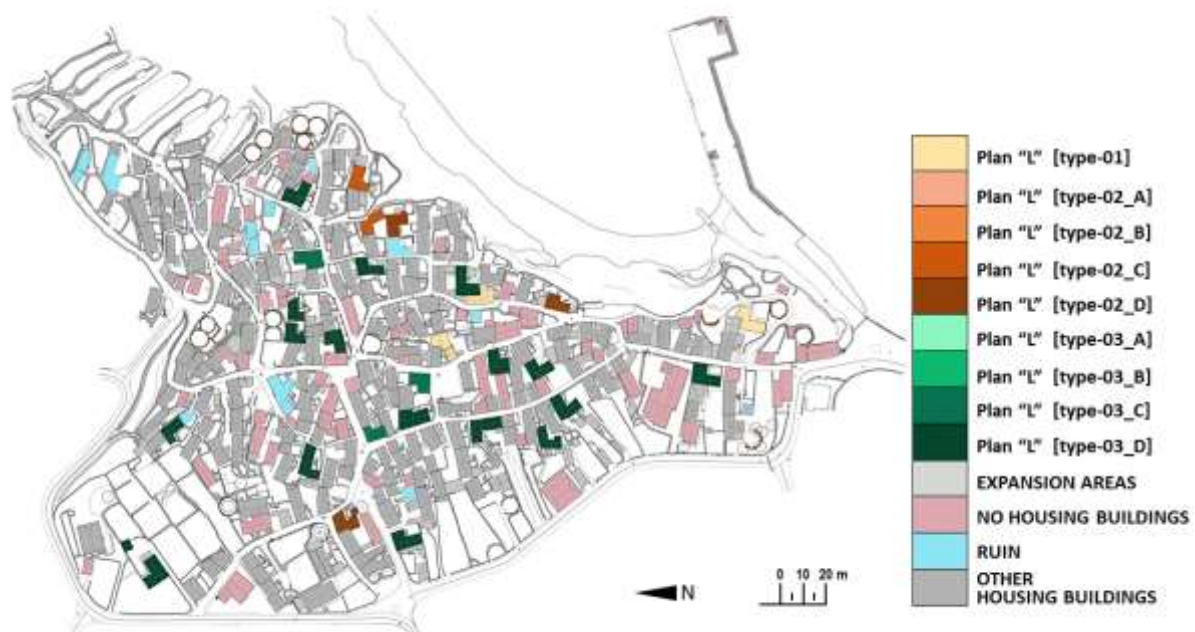 Plan “L” [type-01]
Plan “L” [type-02_A]
Plan “L” [type-02_B]
Plan “L” [type-02_C]
Plan “L” [type-02_D]
Plan “L” [type-03_A]
Plan “L” [type-03_B]
Plan “L” [type-03_C]
Plan “L” [type-03_D]
EXPANSION AREAS
NO HOUSING BUILDINGS
RUIN
OTHER
HOUSING BUILDINGS
N
0 10 20 m